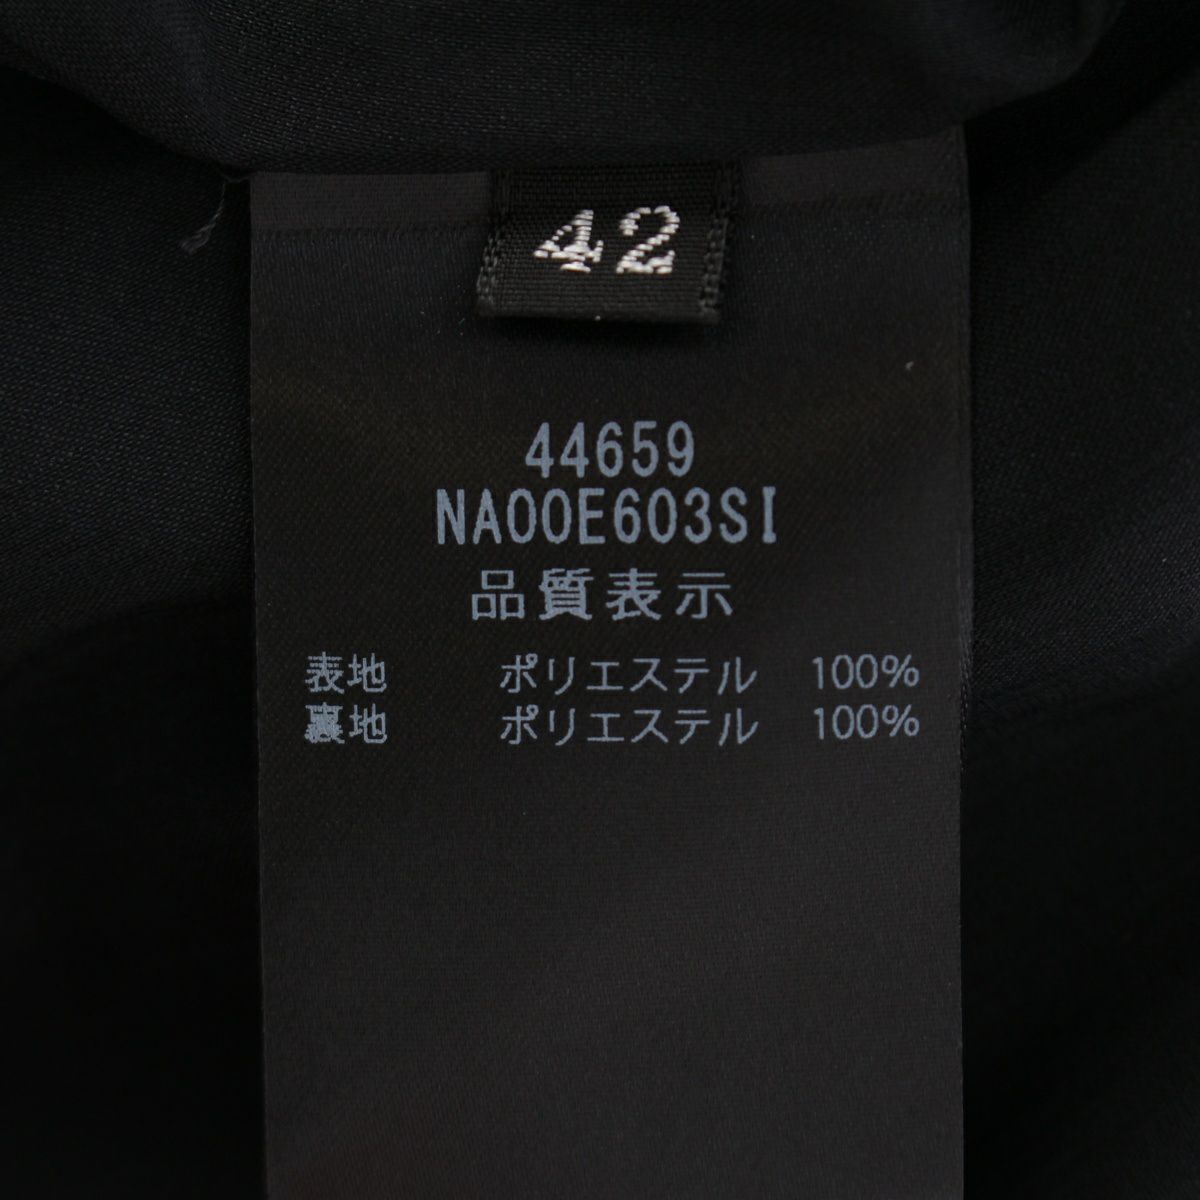 42
44659
NA00E603SI
品質表示
表地 ポリエステル 100%
裏地 ポリエステル 100%